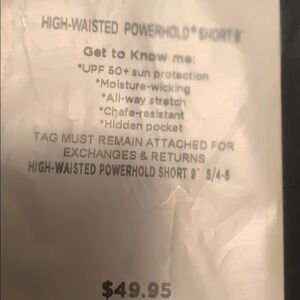 HIGH-WAISTED POWERHOLD® SHORT 9"
Get to Know me:
*UPF 50+ sun protection
*Moisture-wicking
*All-way stretch
*Chafe-resistant
*Hidden pocket
TAG MUST REMAIN ATTACHED FOR
EXCHANGES & RETURNS
HIGH-WAISTED POWERHOLD SHORT 9" S/4-6
$49.95